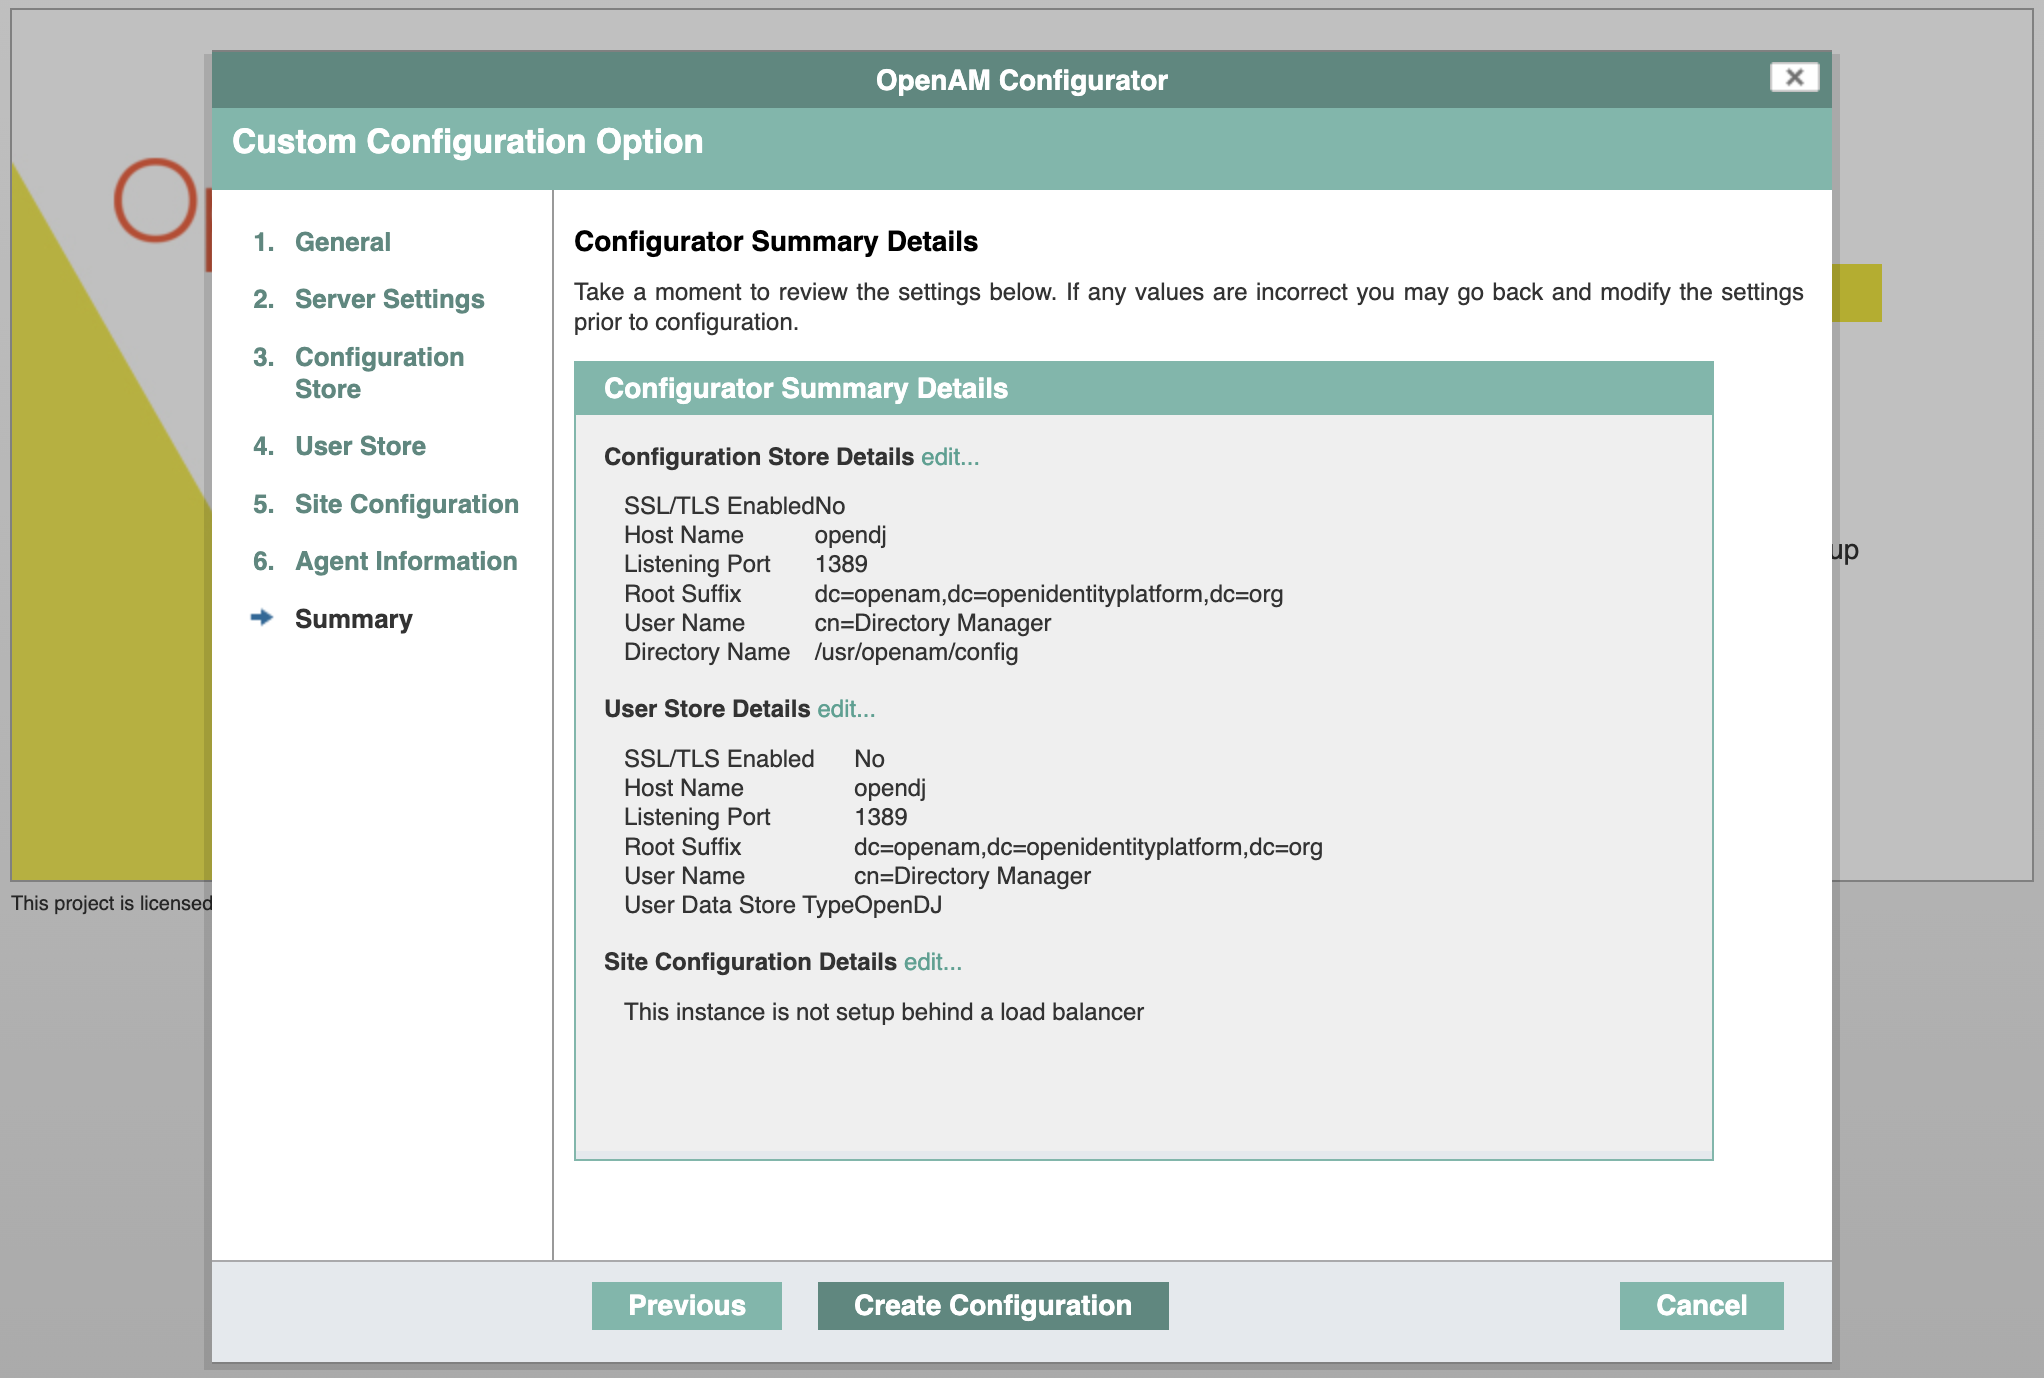 OpenAM Configurator
Custom Configuration Option
1. General
2. Server Settings
3. Configuration
Store
4. User Store
5. Site Configuration
6. Agent Information
Summary
Configurator Summary Details
Take a moment to review the settings below. If any values are incorrect you may go back and modify the settings
prior to configuration.
Configurator Summary Details
Configuration Store Details edit...
SSL/TLS Enabled No
Host Name opendj
Listening Port 1389
Root Suffix dc=openam,dc=openidentityplatform,dc=org
User Name cn=Directory Manager
Directory Name /usr/openam/config
User Store Details edit...
SSL/TLS Enabled No
Host Name opendj
Listening Port 1389
Root Suffix dc=openam,dc=openidentityplatform,dc=org
User Name cn=Directory Manager
User Data Store Type OpenDJ
Site Configuration Details edit...
This instance is not setup behind a load balancer
Previous
Create Configuration
Cancel
This project is licensed